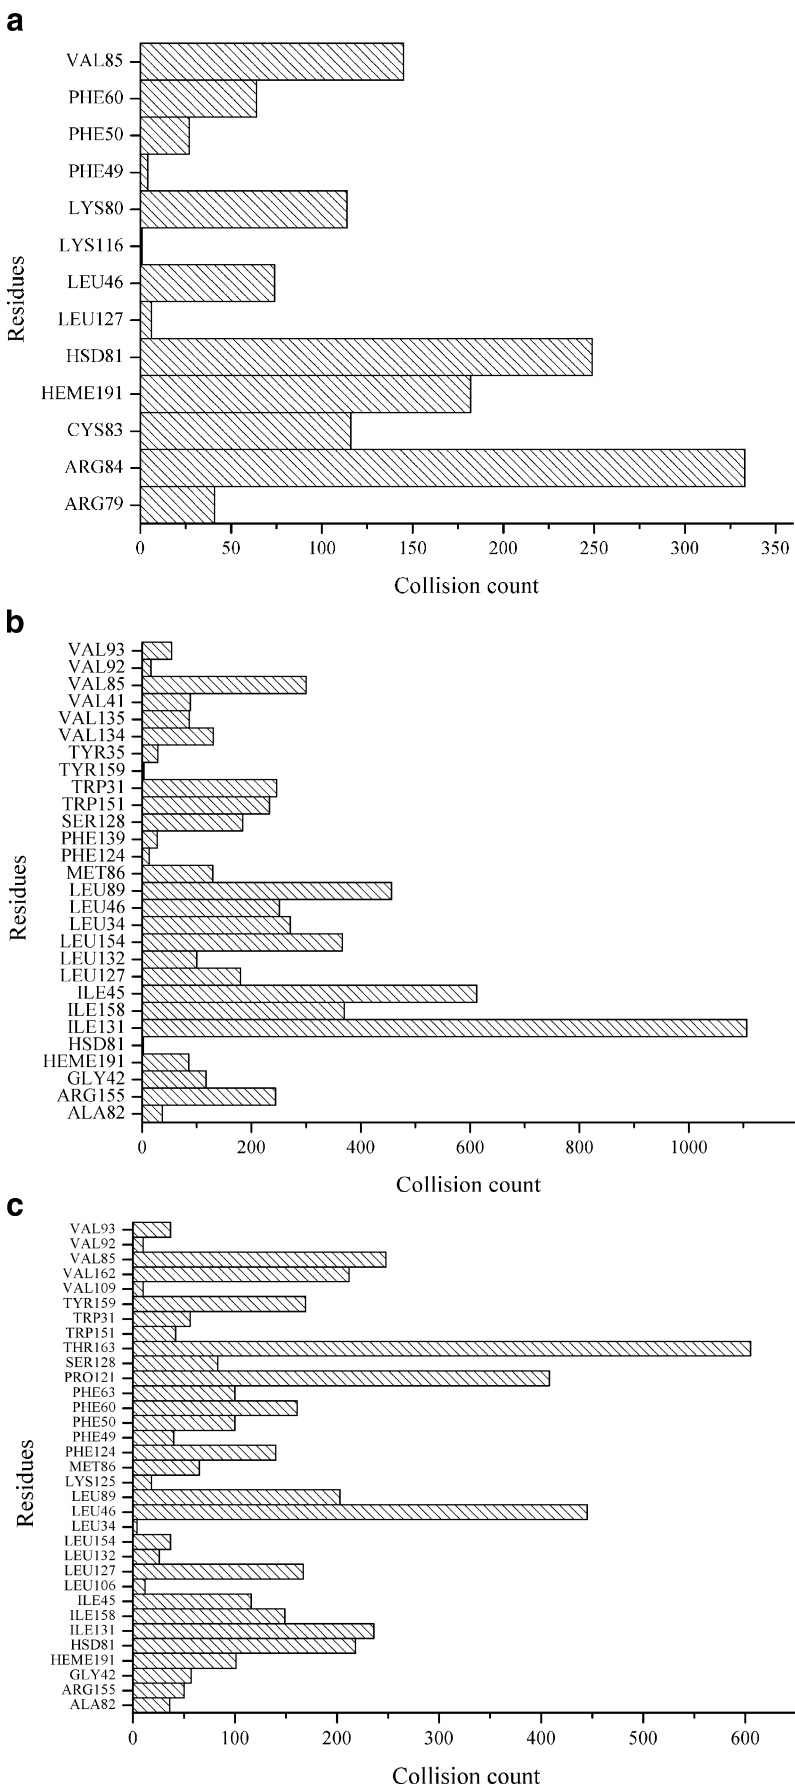 a
VAL85
PHE60
PHE50
PHE49
LYS80
LYS116
LEU46
LEU127
HSD81
HEME191
CYS83
ARG84
ARG79
Residues
0 50 100 150 200 250 300 350
Collision count
b
VAL93
VAL92
VAL85
VAL41
VAL135
VAL134
TYR35
TYR159
TRP31
TRP151
SER128
PHE139
PHE124
MET86
LEU89
LEU46
LEU34
LEU154
LEU132
LEU127
ILE45
ILE158
ILE131
HSD81
HEME191
GLY42
ARG155
ALA82
Residues
0 200 400 600 800 1000
Collision count
c
VAL93
VAL92
VAL85
VAL162
VAL109
TYR159
TRP31
TRP151
THR163
SER128
PRO121
PHE63
PHE60
PHE50
PHE49
PHE124
MET86
LYS125
LEU89
LEU46
LEU34
LEU154
LEU132
LEU127
LEU106
ILE45
ILE158
ILE131
HSD81
HEME191
GLY42
ARG155
ALA82
Residues
0 100 200 300 400 500 600
Collision count